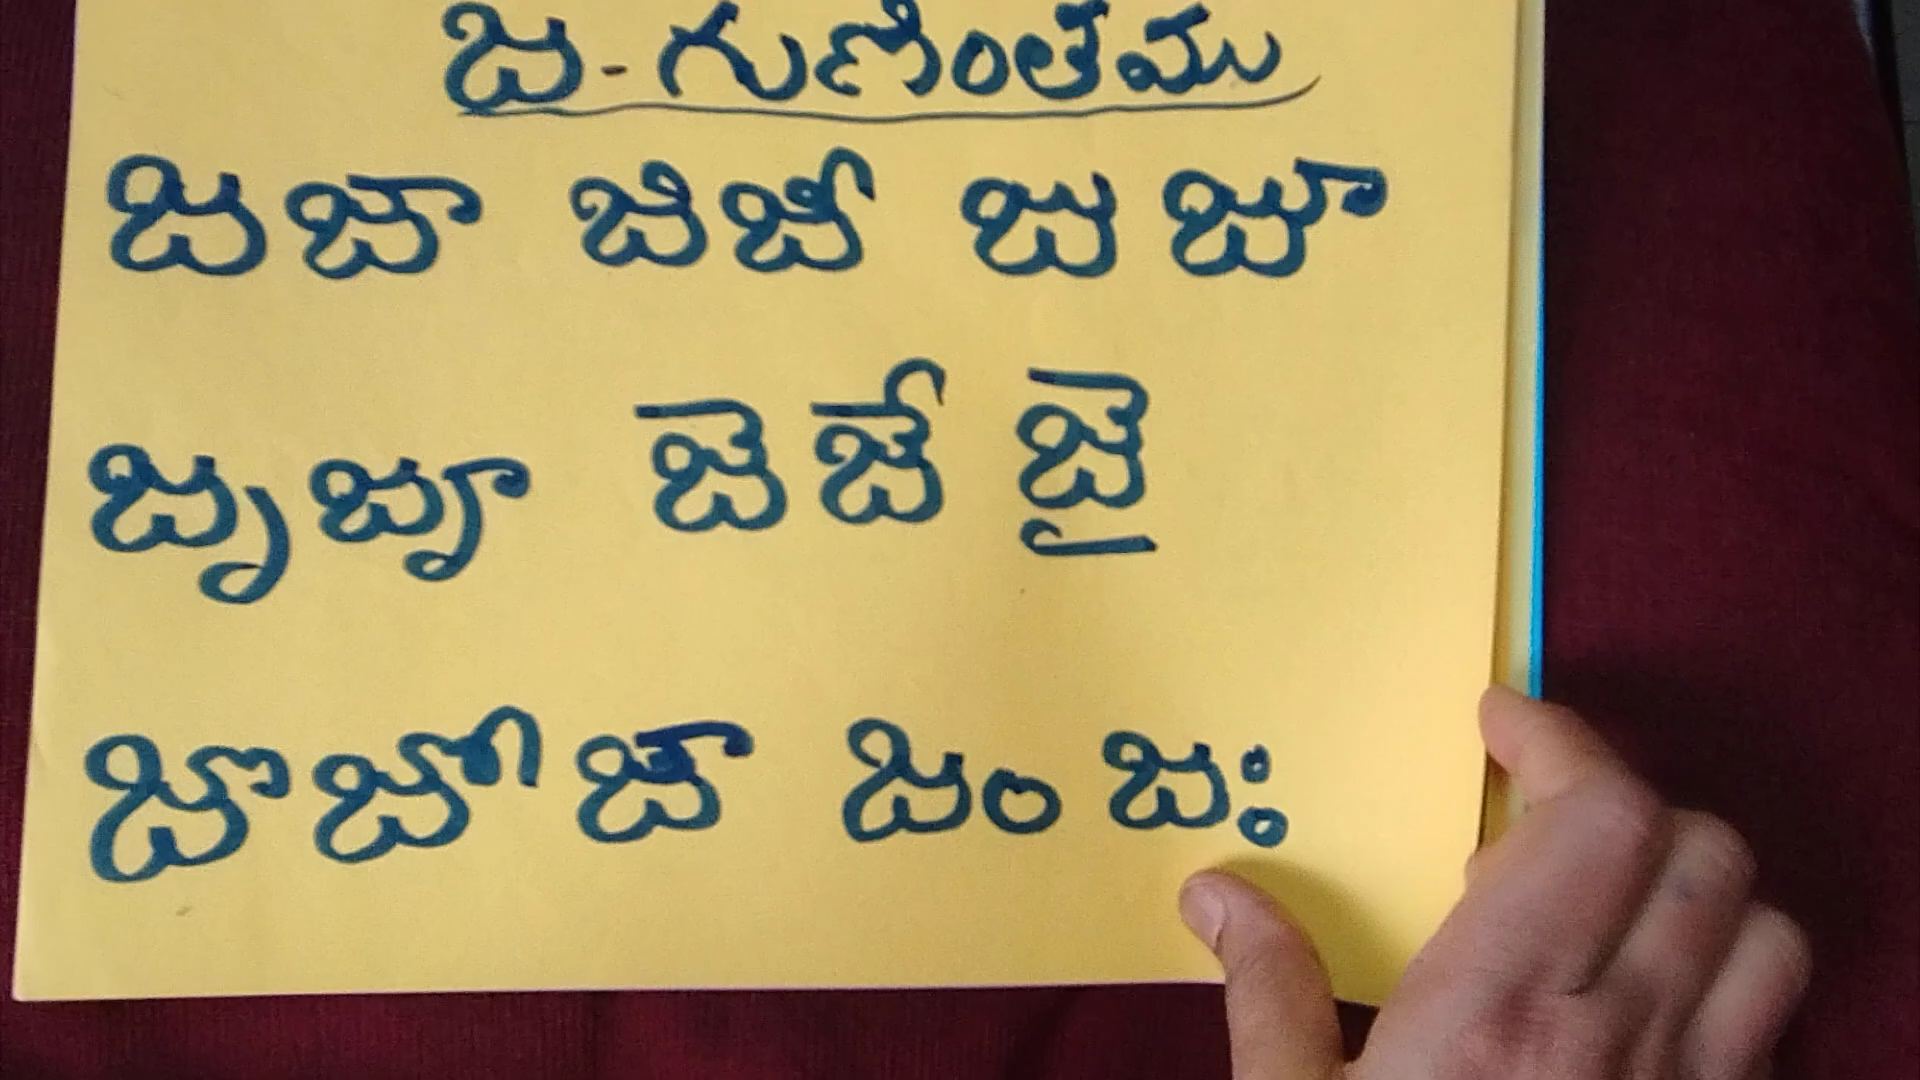 జ - గుణింతము
జ జా జి జీ జు జూ
జృ జౄ జె జే జై
జొ జో జౌ జం జః